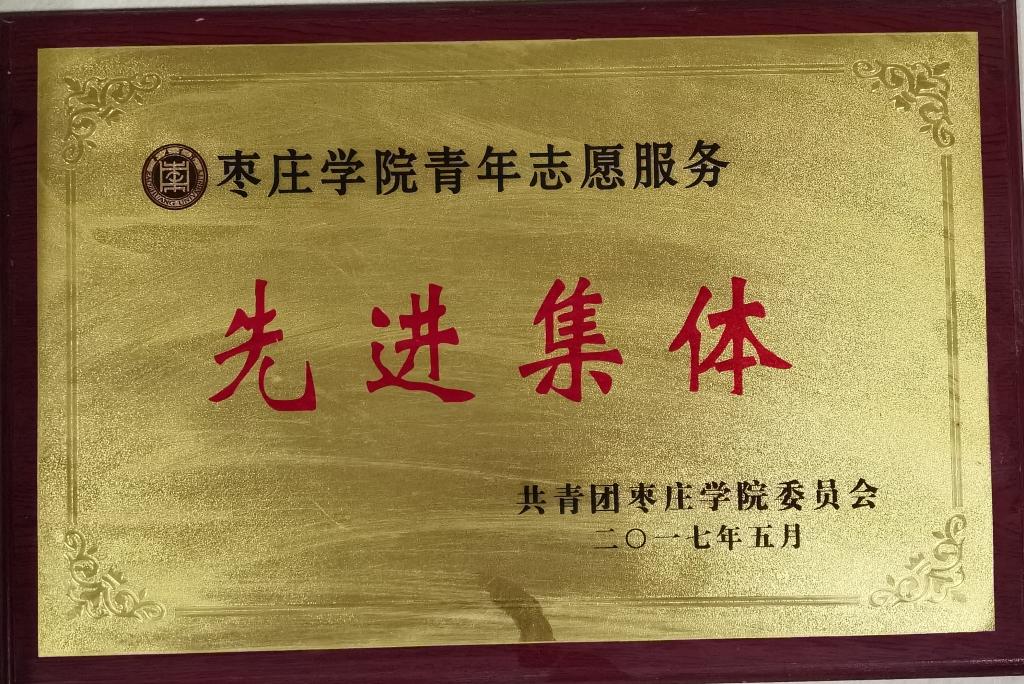 枣庄学院青年志愿服务
先进集体
共青团枣庄学院委员会
二〇一七年五月